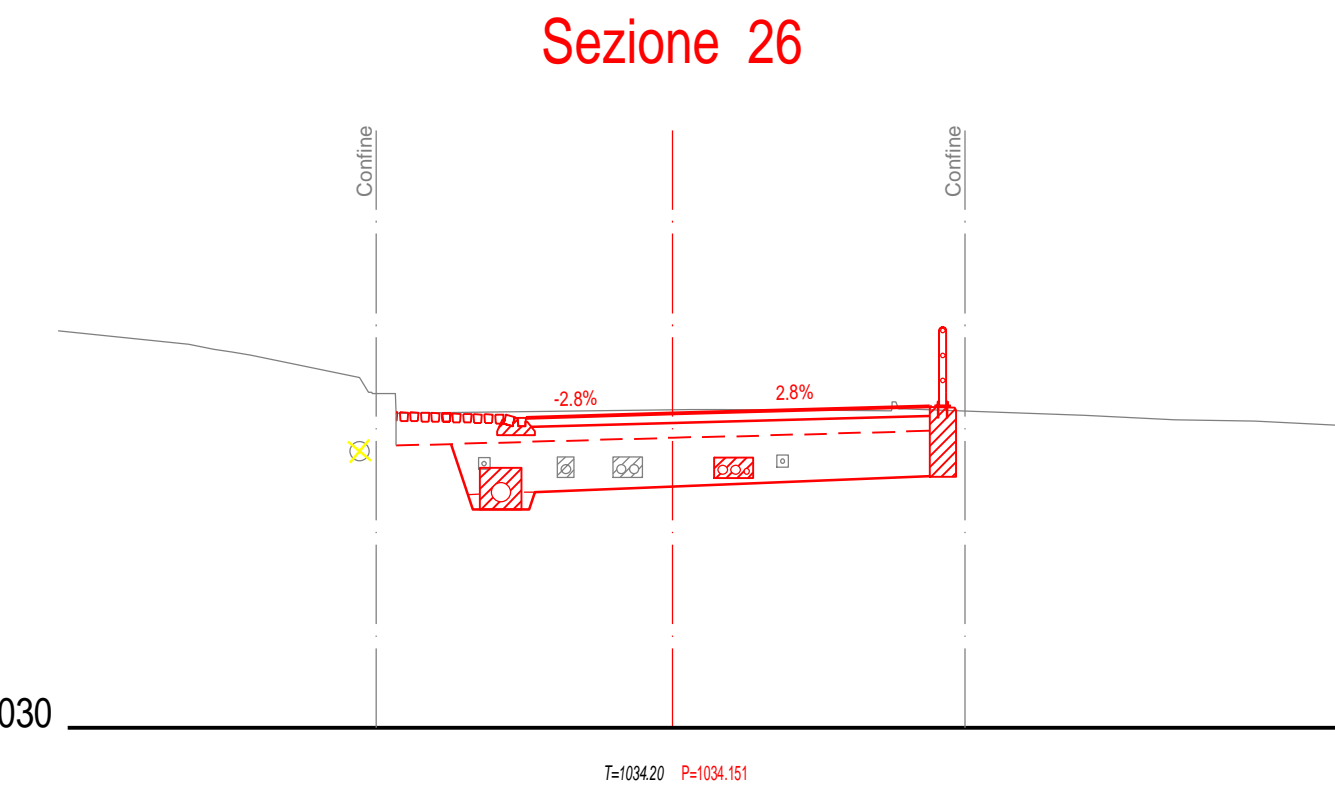 Sezione 26
Confine
Confine
-2.8%
2.8%
030
T=1034.20 P=1034.151